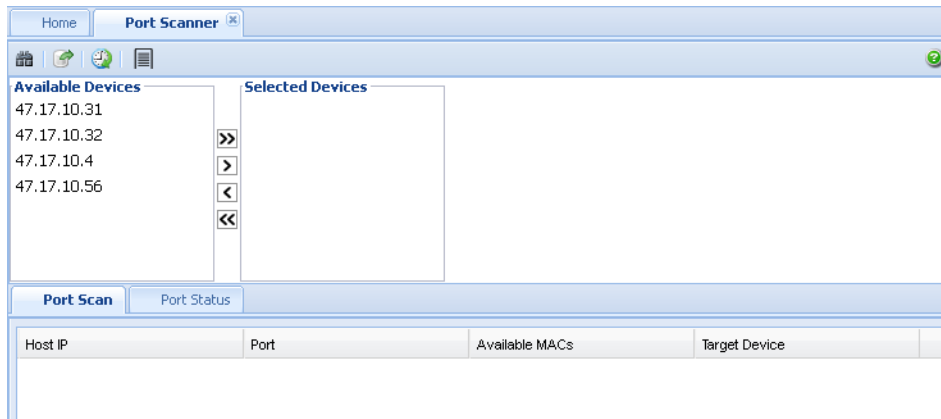 Home Port Scanner
Available Devices Selected Devices
47.17.10.31
47.17.10.32
47.17.10.4
47.17.10.56
Port Scan Port Status
Host IP Port Available MACs Target Device